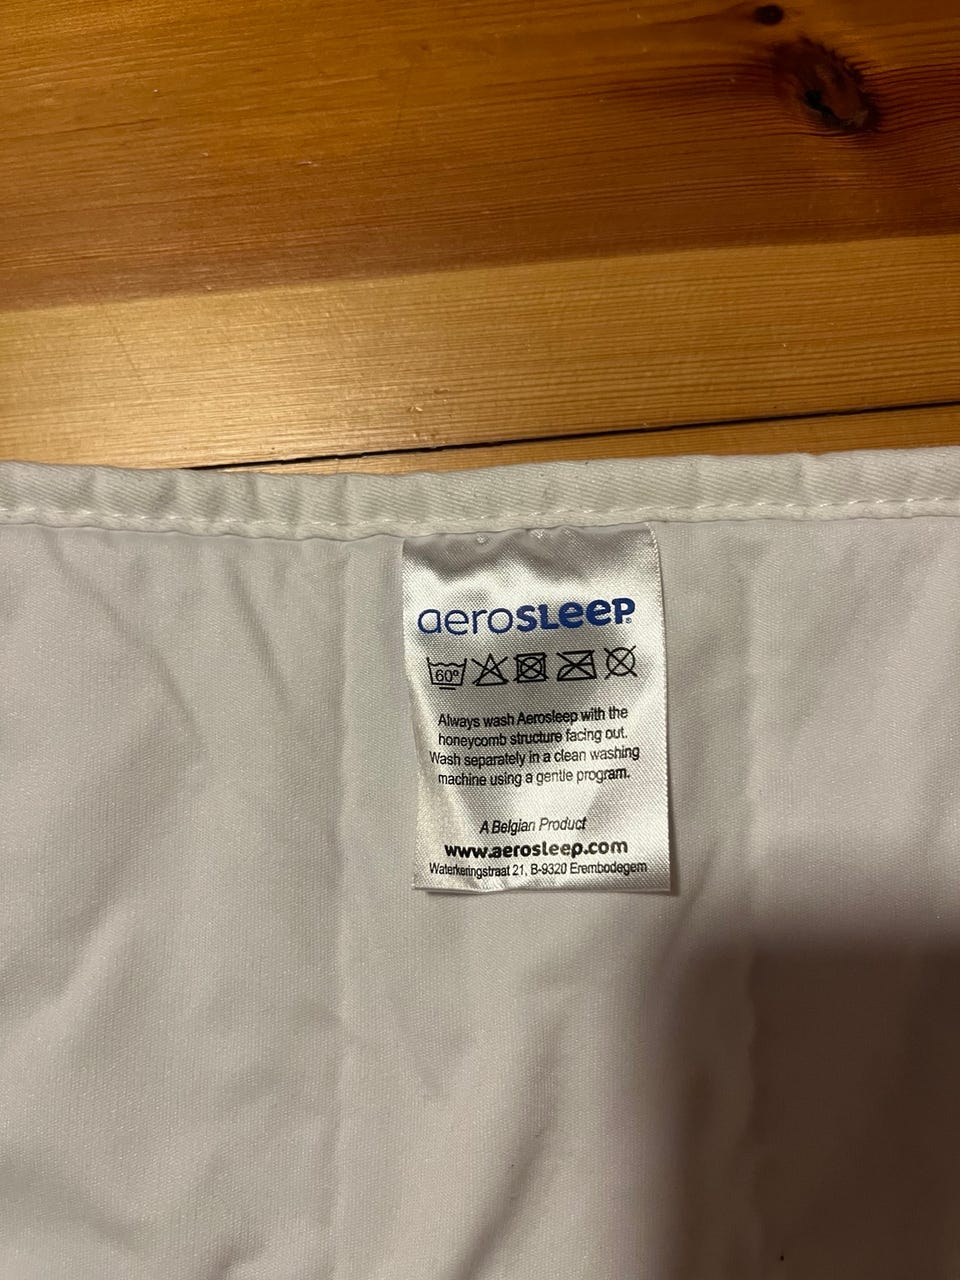 aerosleep
60°
Always wash Aerosleep with the
honeycomb structure facing out.
Wash separately in a clean washing
machine using a gentle program.
A Belgian Product
www.aerosleep.com
Waterkeringstraat 21, B-9320 Erembodegem